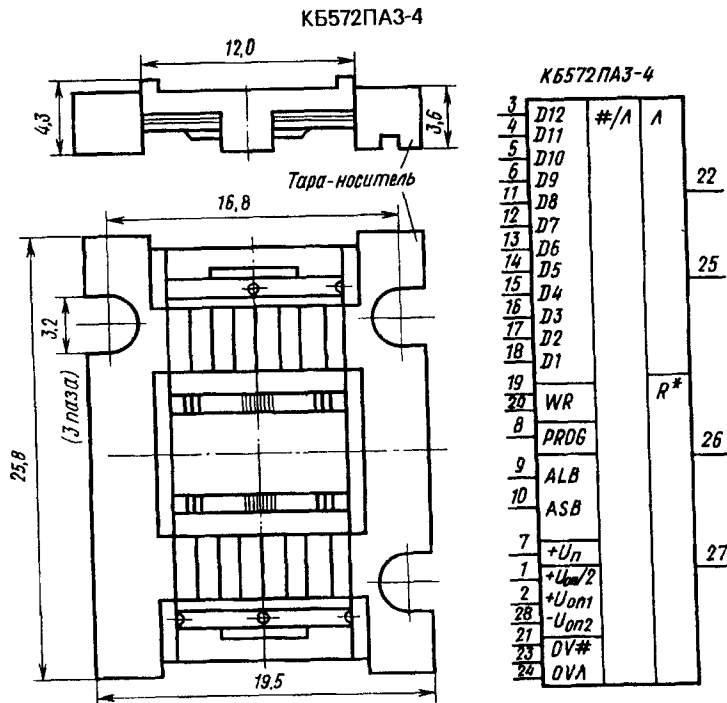 КБ572ПА3-4
12,0
4,3
3,6
Тара-носитель
16,8
3,2
(3 паза)
25,8
19,5
КБ572ПА3-4
3 D12 #/Λ Λ
4 D11
5 D10
6 D9 22
11 D8
12 D7
13 D6 25
14 D5
15 D4
16 D3
17 D2
18 D1
19 R*
20 WR
8 PROG 26
9 ALB
10 ASB
7 +Uп 27
1 +Uоп/2
2 +Uоп1
28 -Uоп2
21
23 OV#
24 OVΛ